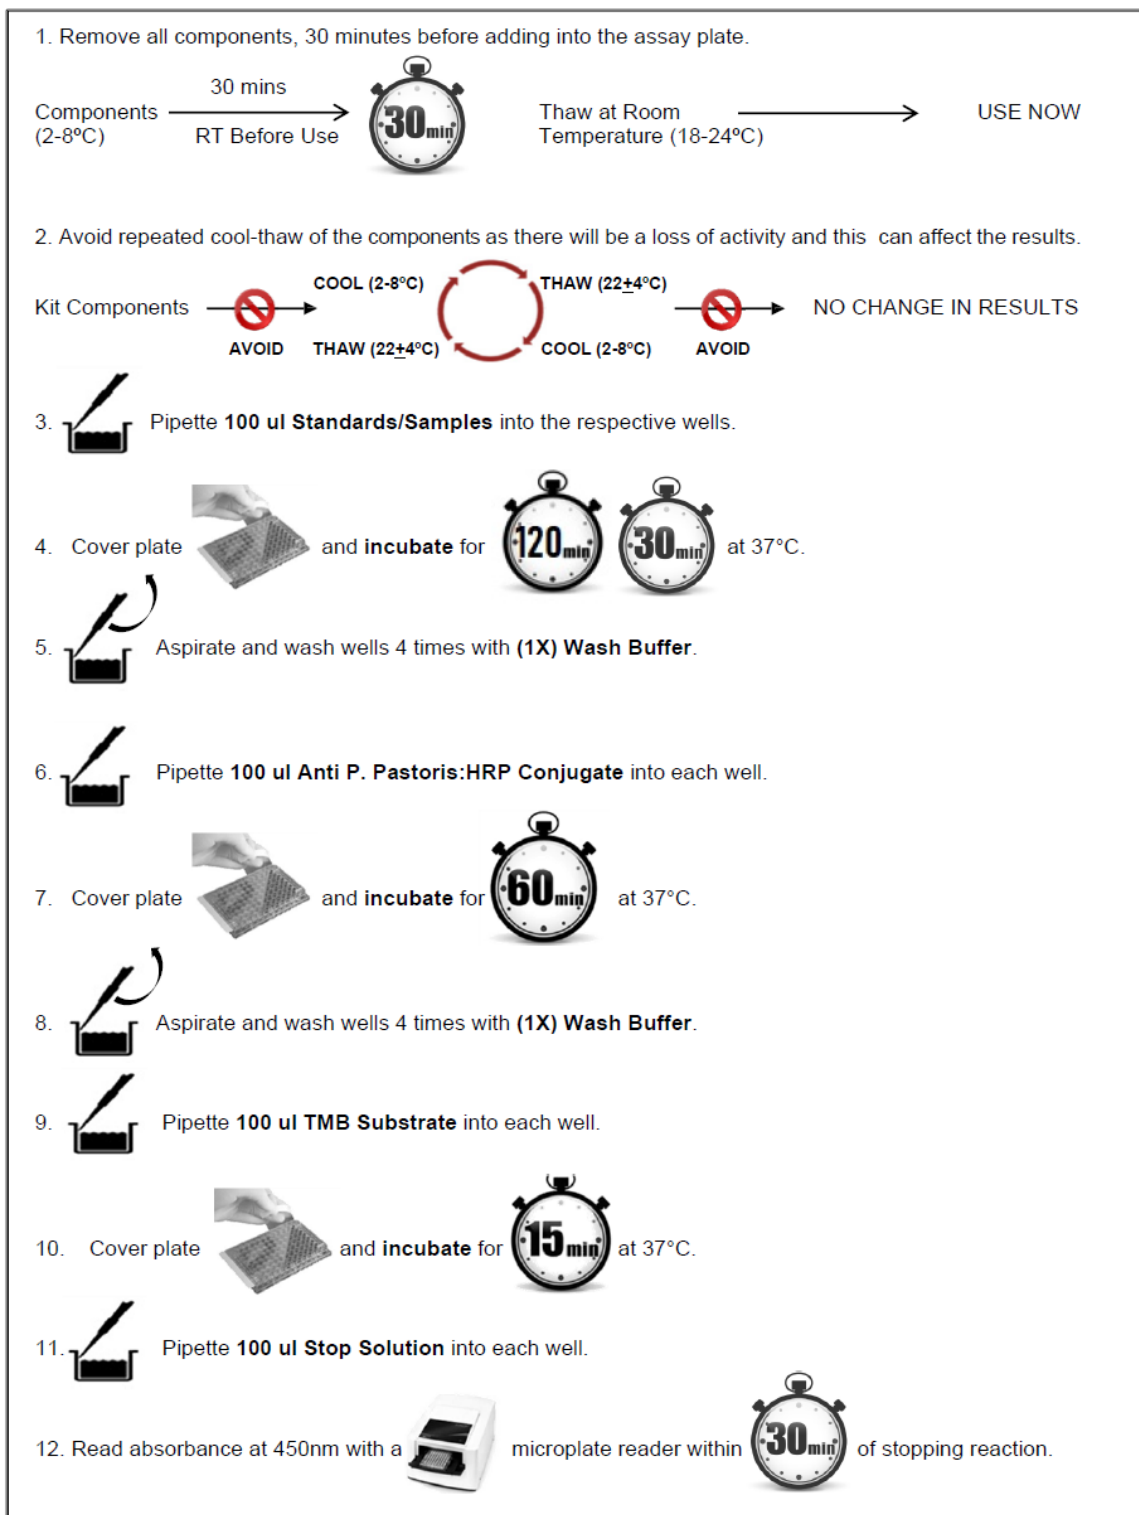 1. Remove all components, 30 minutes before adding into the assay plate.
30 mins
Components
(2-8ºC)
RT Before Use
30min
Thaw at Room
Temperature (18-24ºC)
USE NOW
2. Avoid repeated cool-thaw of the components as there will be a loss of activity and this can affect the results.
Kit Components
AVOID
COOL (2-8ºC)
THAW (22±4ºC)
THAW (22±4ºC)
COOL (2-8ºC)
AVOID
NO CHANGE IN RESULTS
3. Pipette 100 ul Standards/Samples into the respective wells.
4. Cover plate and incubate for 120min 30min at 37°C.
5. Aspirate and wash wells 4 times with (1X) Wash Buffer.
6. Pipette 100 ul Anti P. Pastoris:HRP Conjugate into each well.
7. Cover plate and incubate for 60min at 37°C.
8. Aspirate and wash wells 4 times with (1X) Wash Buffer.
9. Pipette 100 ul TMB Substrate into each well.
10. Cover plate and incubate for 15min at 37°C.
11. Pipette 100 ul Stop Solution into each well.
12. Read absorbance at 450nm with a microplate reader within 30min of stopping reaction.